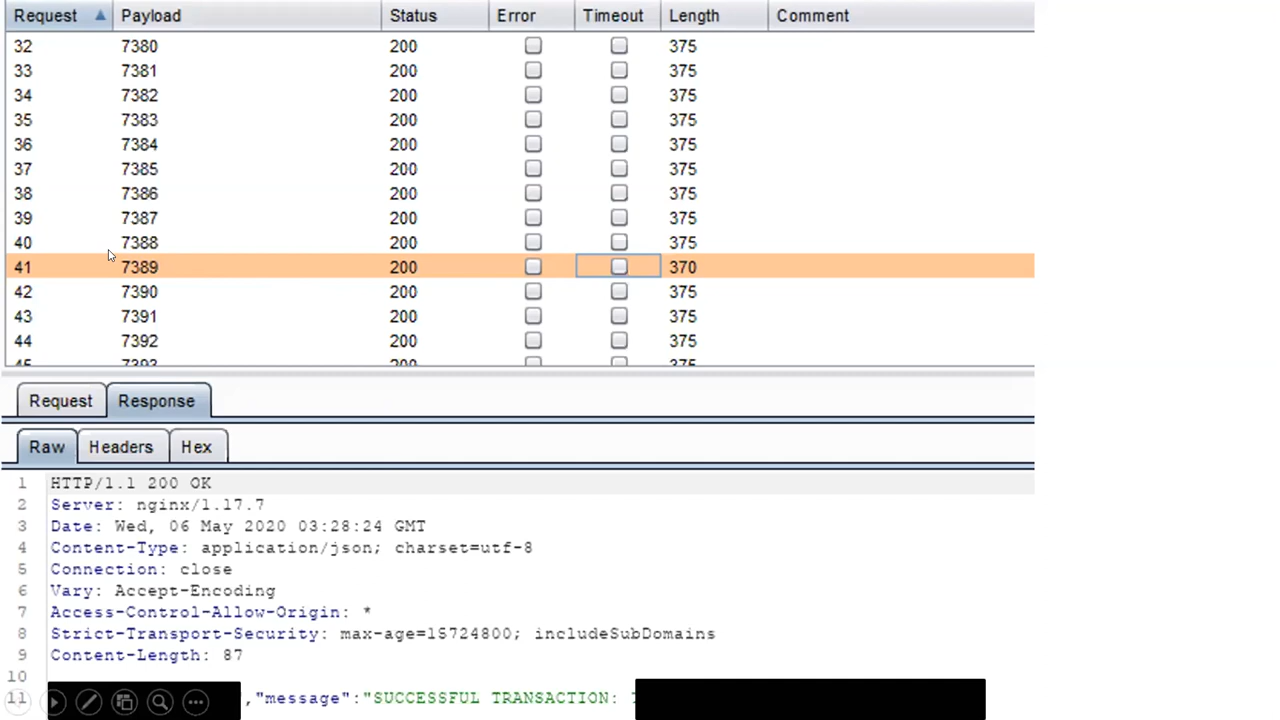 Request Payload Status Error Timeout Length Comment
32 7380 200 375
33 7381 200 375
34 7382 200 375
35 7383 200 375
36 7384 200 375
37 7385 200 375
38 7386 200 375
39 7387 200 375
40 7388 200 375
41 7389 200 370
42 7390 200 375
43 7391 200 375
44 7392 200 375
45 7393 200 375
Request Response
Raw Headers Hex
1 HTTP/1.1 200 OK
2 Server: nginx/1.17.7
3 Date: Wed, 06 May 2020 03:28:24 GMT
4 Content-Type: application/json; charset=utf-8
5 Connection: close
6 Vary: Accept-Encoding
7 Access-Control-Allow-Origin: *
8 Strict-Transport-Security: max-age=15724800; includeSubDomains
9 Content-Length: 87
10
11 ,"message":"SUCCESSFUL TRANSACTION: